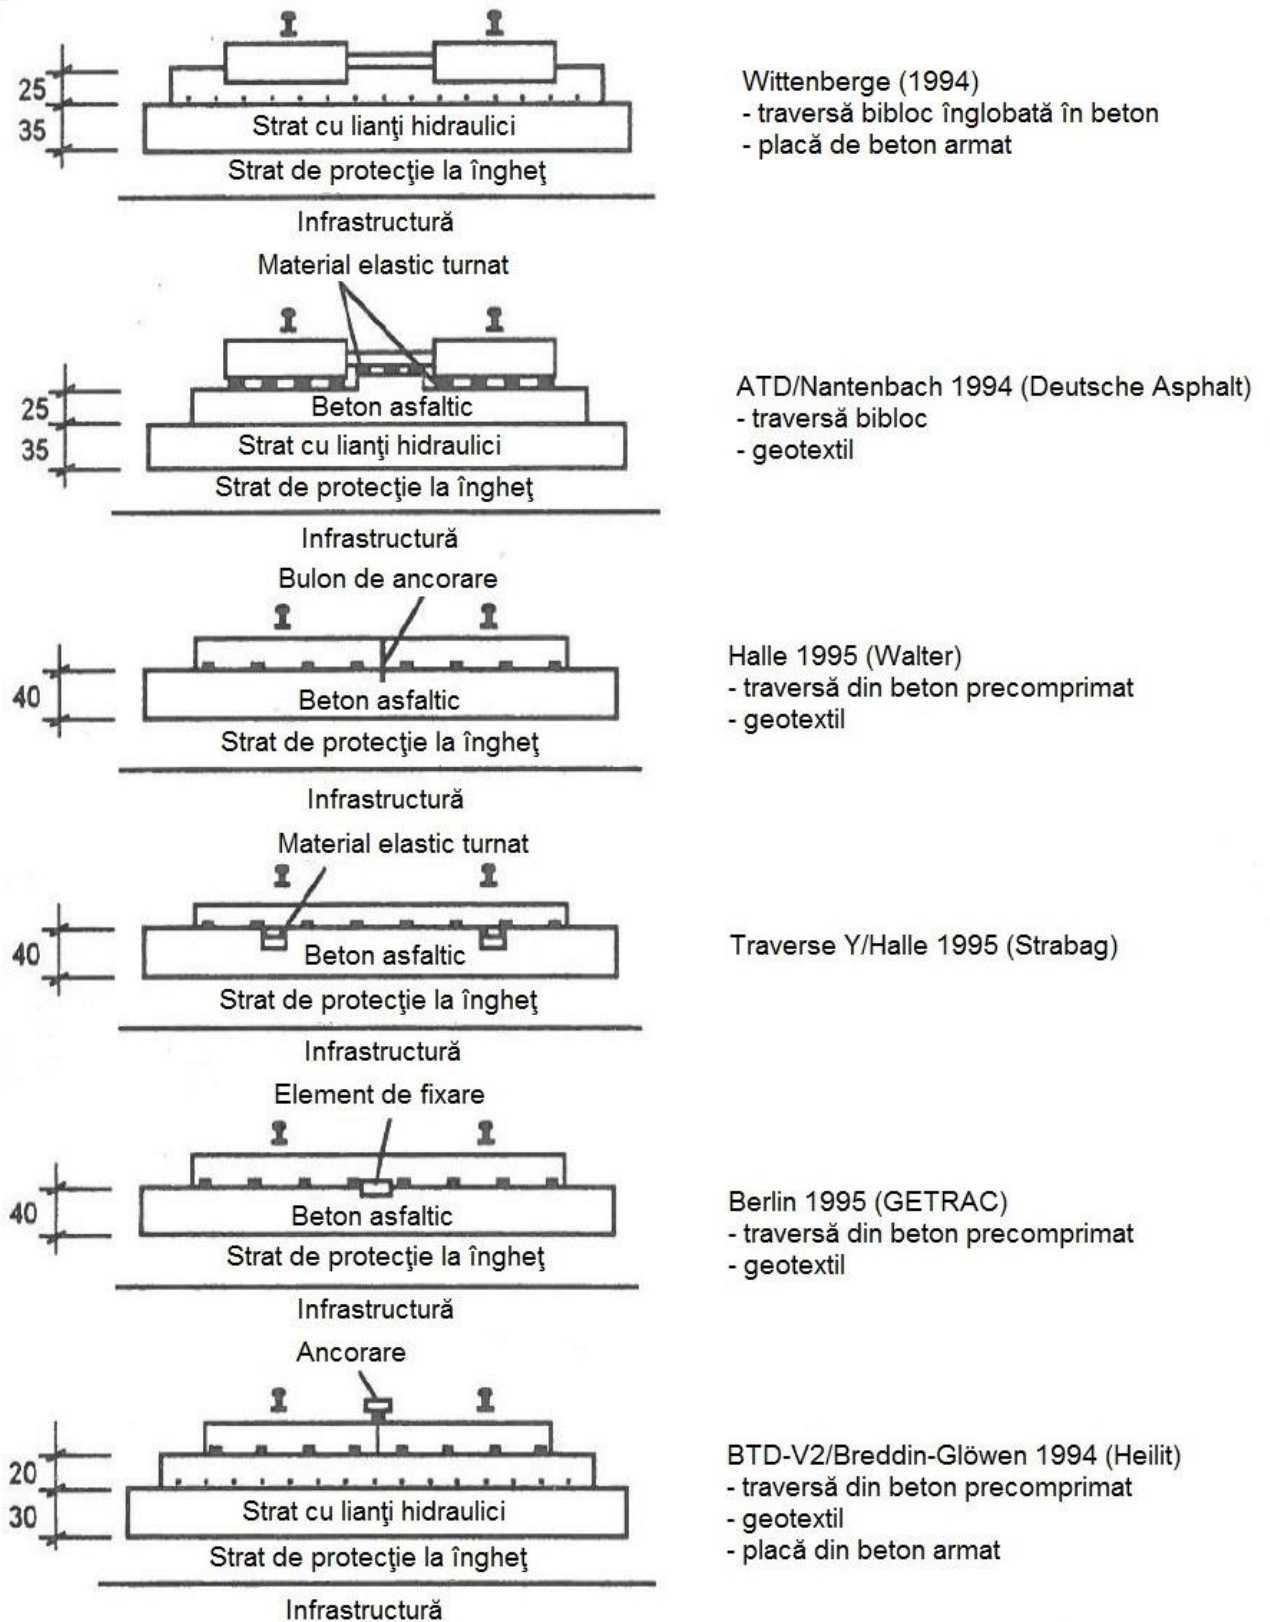 25
35
Strat cu lianţi hidraulici
Strat de protecţie la îngheţ
Infrastructură
Wittenberge (1994)
- traversă bibloc înglobată în beton
- placă de beton armat
Material elastic turnat
25
35
Beton asfaltic
Strat cu lianţi hidraulici
Strat de protecţie la îngheţ
Infrastructură
ATD/Nantenbach 1994 (Deutsche Asphalt)
- traversă bibloc
- geotextil
Bulon de ancorare
40
Beton asfaltic
Strat de protecţie la îngheţ
Infrastructură
Halle 1995 (Walter)
- traversă din beton precomprimat
- geotextil
Material elastic turnat
40
Beton asfaltic
Strat de protecţie la îngheţ
Infrastructură
Traverse Y/Halle 1995 (Strabag)
Element de fixare
40
Beton asfaltic
Strat de protecţie la îngheţ
Infrastructură
Berlin 1995 (GETRAC)
- traversă din beton precomprimat
- geotextil
Ancorare
20
30
Strat cu lianţi hidraulici
Strat de protecţie la îngheţ
Infrastructură
BTD-V2/Breddin-Glöwen 1994 (Heilit)
- traversă din beton precomprimat
- geotextil
- placă din beton armat